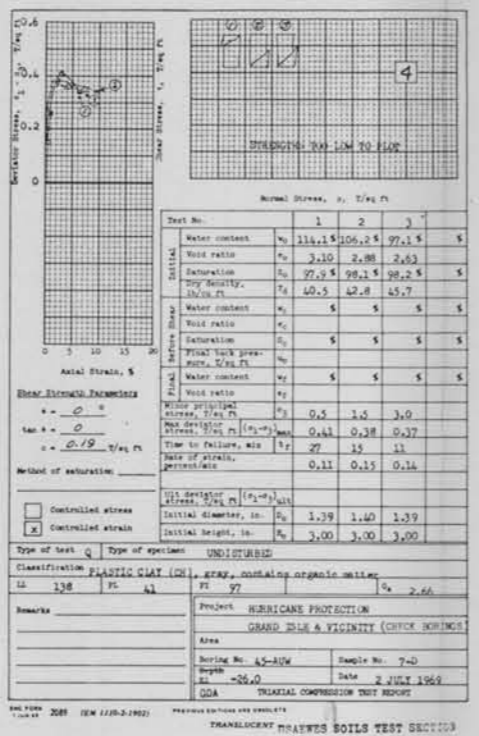 0.6
0.4
0.2
0
Deviator Stress, σ1 - σ3, T/sq ft
Shear Stress, τ, T/sq ft
1 2 3
4
STRENGTHS TOO LOW TO PLOT
Normal Stress, σ, T/sq ft
0 5 10 15 20
Axial Strain, %
Test No. 1 2 3
Initial
Water content w0 114.1 % 106.2 % 97.1 % %
Void ratio e0 3.10 2.88 2.63
Saturation S0 97.9 % 98.1 % 98.2 % %
Dry density, lb/cu ft γd 40.5 42.8 45.7
Before Shear
Water content wc % % % %
Void ratio ec
Saturation Sc % % % %
Final back pressure, T/sq ft u0
Final
Water content wf % % % %
Void ratio ef
Minor principal stress, T/sq ft σ3 0.5 1.5 3.0
Max deviator stress, T/sq ft (σ1-σ3)max 0.41 0.38 0.37
Time to failure, min tf 27 15 11
Rate of strain, percent/min 0.11 0.15 0.14
Ult deviator stress, T/sq ft (σ1-σ3)ult
Initial diameter, in. D0 1.39 1.40 1.39
Initial height, in. H0 3.00 3.00 3.00
Shear Strength Parameters
φ = 0 °
tan φ = 0
c = 0.19 T/sq ft
Method of saturation
Controlled stress
X Controlled strain
Type of test Q Type of specimen UNDISTURBED
Classification PLASTIC CLAY (CH), gray, contains organic matter
LL 138 PL 41 PI 97 Gs 2.66
Remarks
Project HURRICANE PROTECTION
GRAND ISLE & VICINITY (CHECK BORINGS)
Area
Boring No. 45-AUW Sample No. 7-D
Depth El -26.0 Date 2 JULY 1969
GDA TRIAXIAL COMPRESSION TEST REPORT
ENG FORM 2089 (EM 1110-2-1902) PREVIOUS EDITIONS ARE OBSOLETE
TRANSLUCENT USAEWES SOILS TEST SECTION